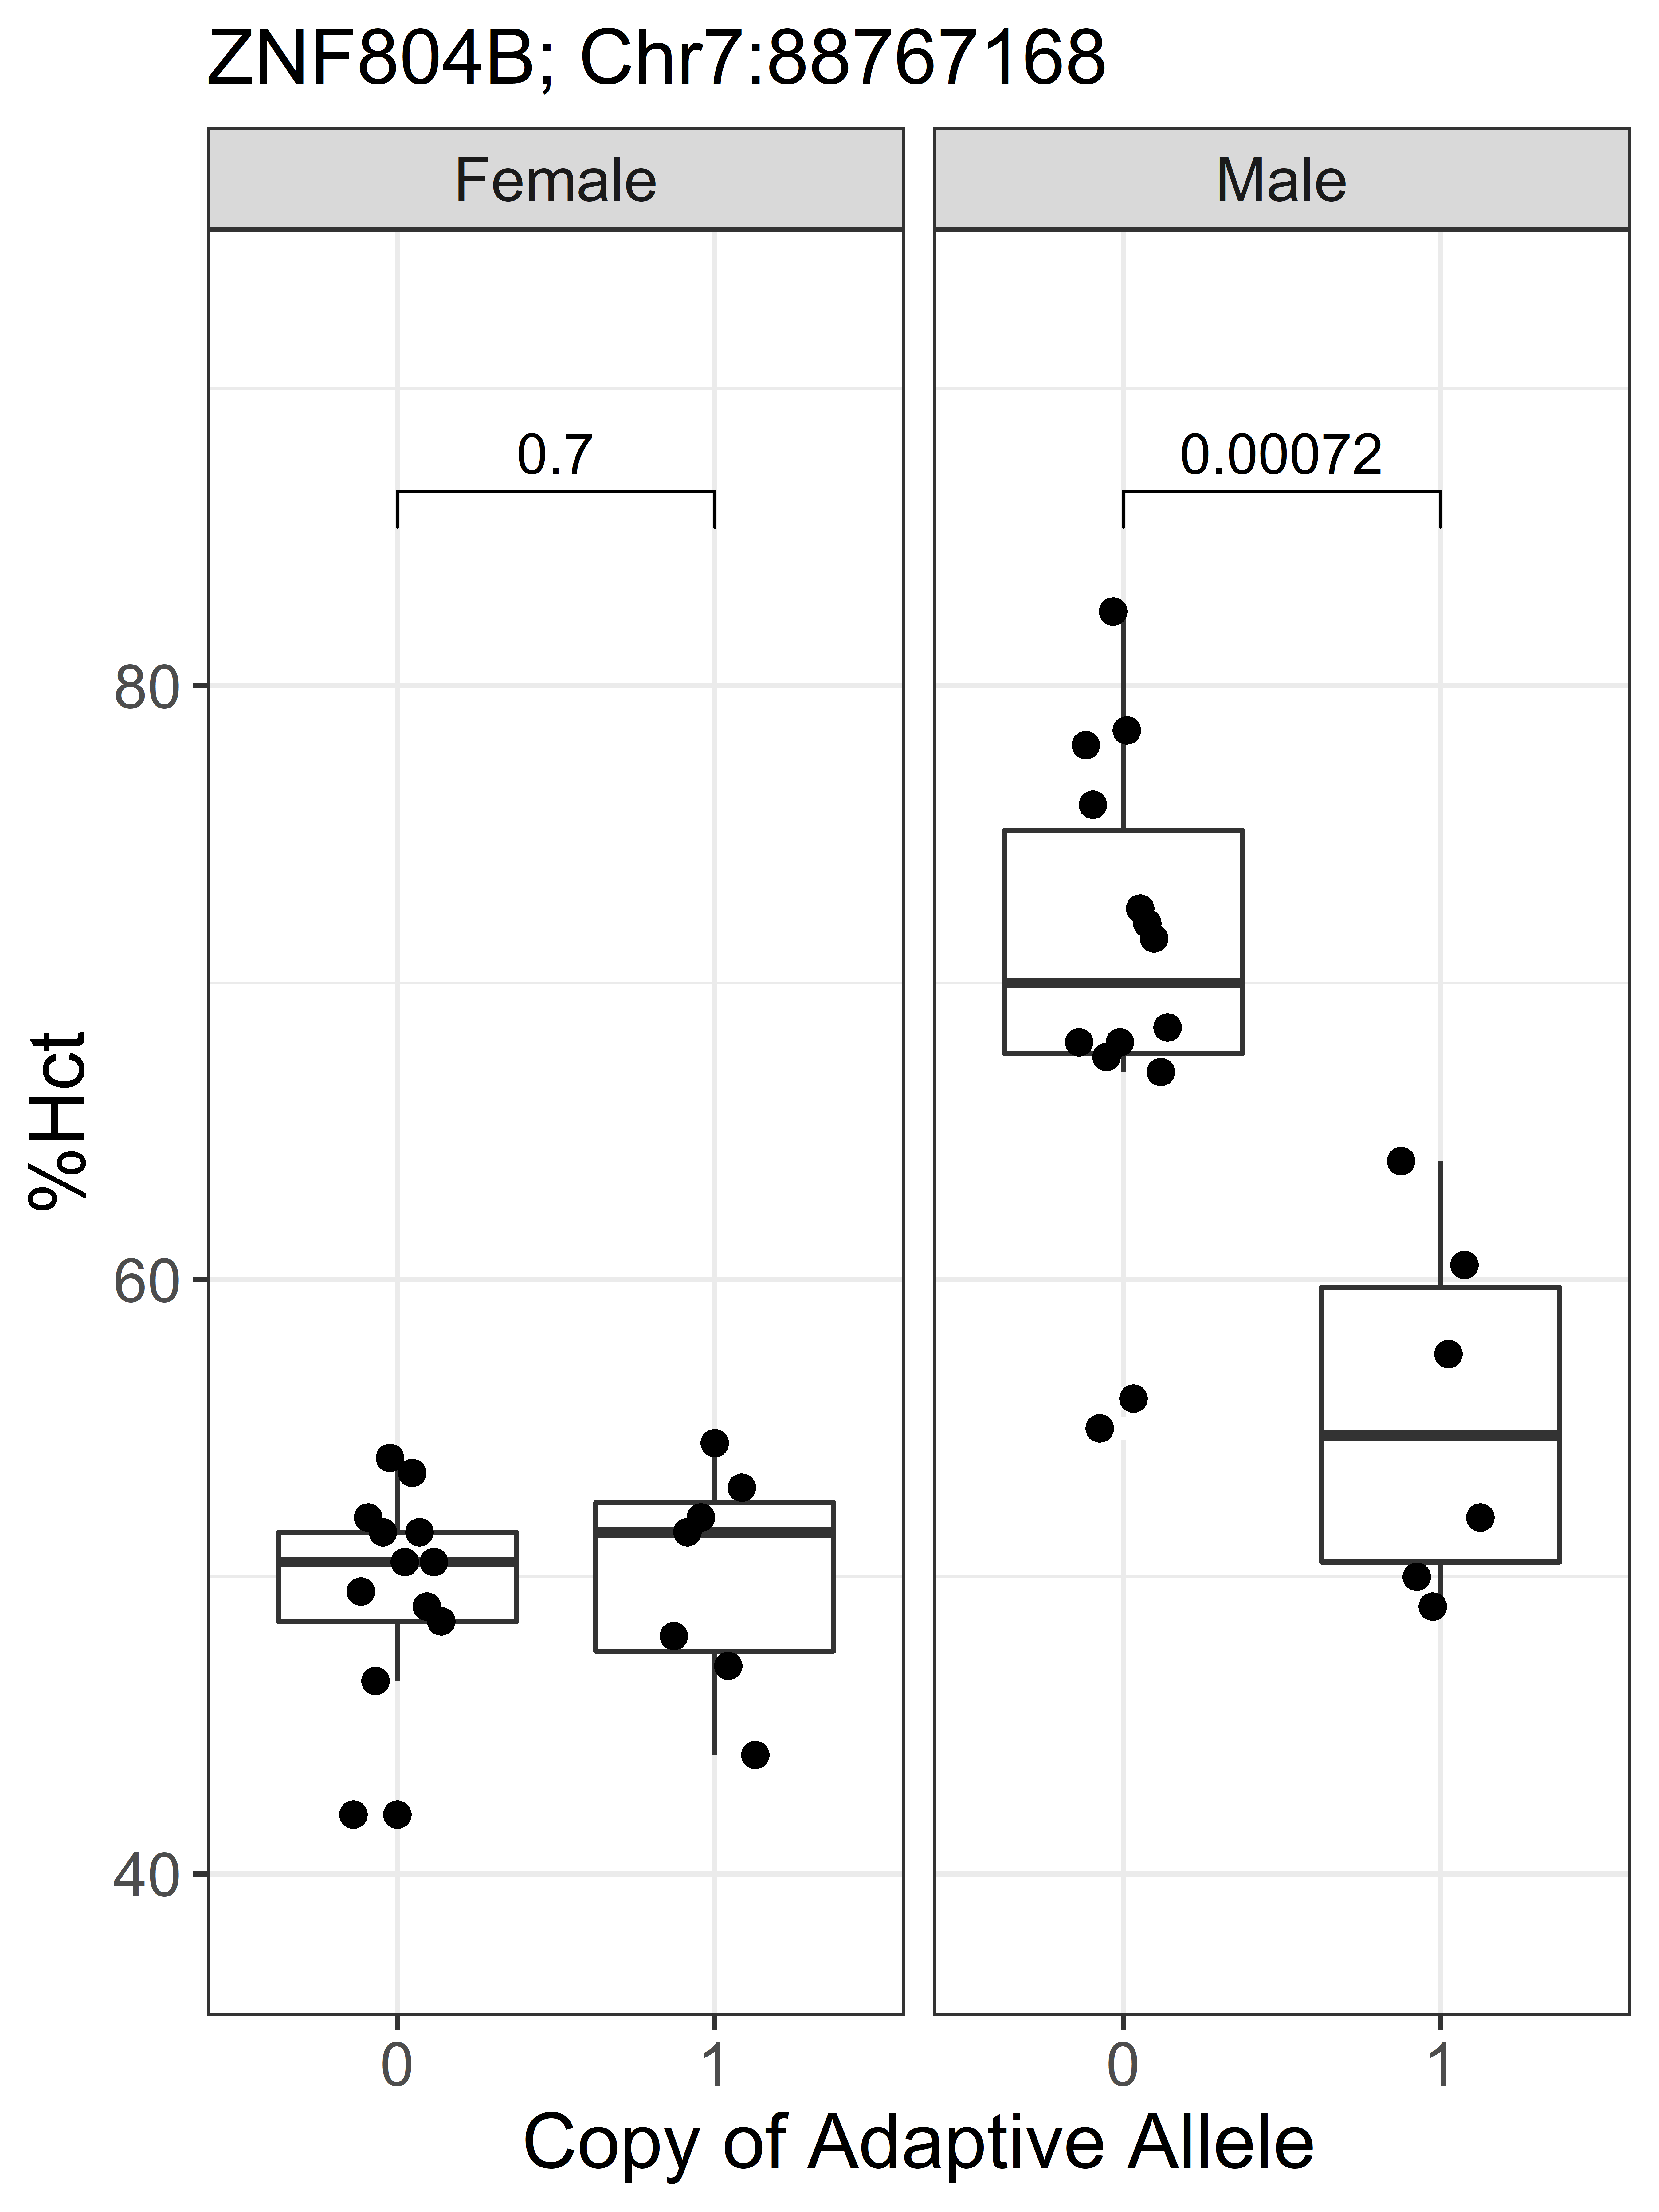 ZNF804B; Chr7:88767168
Female
Male
0.7
0.00072
80
60
40
%Hct
0
1
0
1
Copy of Adaptive Allele